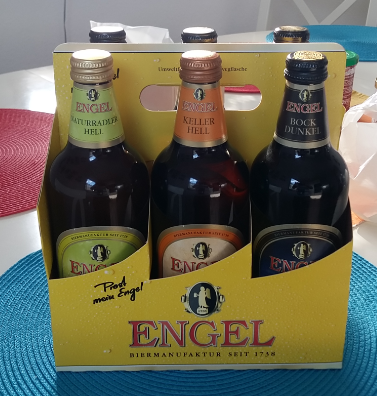 ENGEL
NATURRADLER
HELL
ENGEL
KELLER
HELL
ENGEL
BOCK
DUNKEL
ENGEL
ENGEL
ENGEL
Prost
mein Engel
ENGEL
BIERMANUFAKTUR SEIT 1738